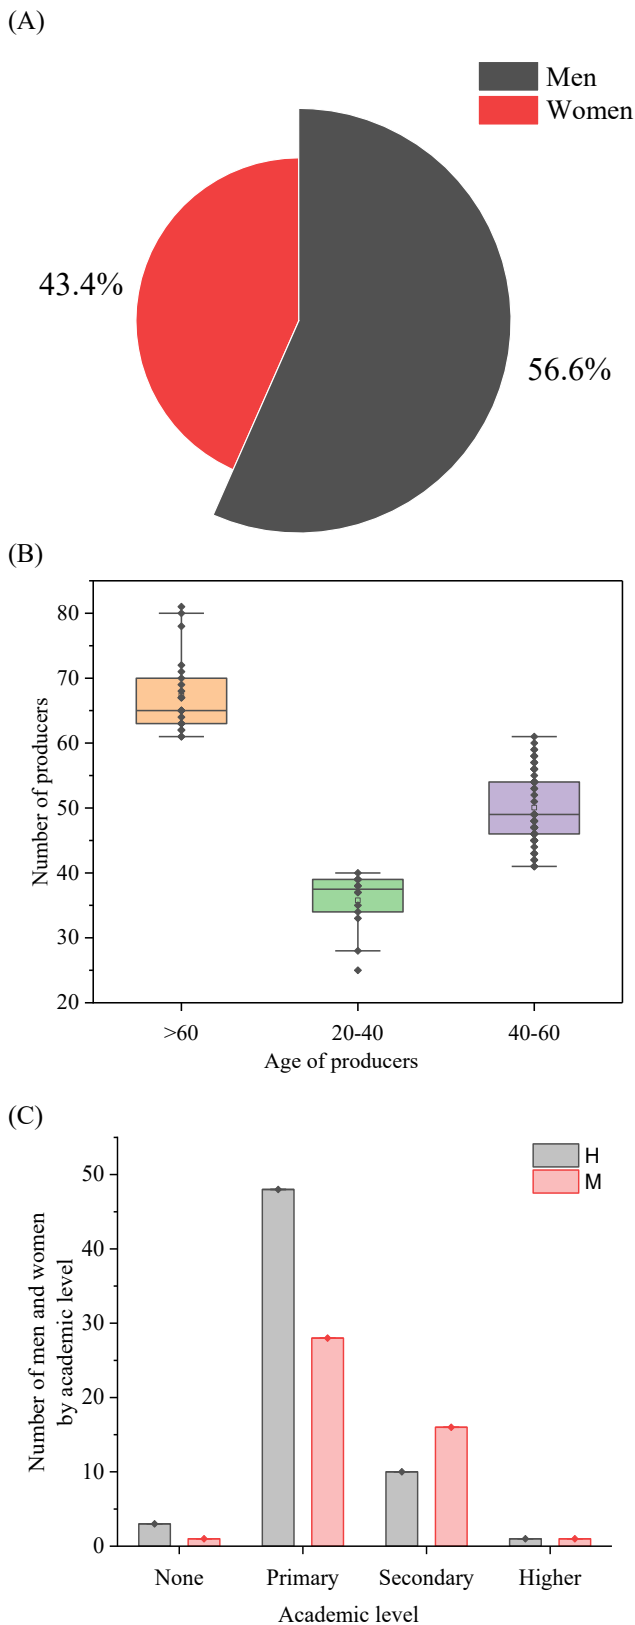 (A)
Men
Women
43.4%
56.6%
(B)
Number of producers
80
70
60
50
40
30
20
>60
20-40
40-60
Age of producers
(C)
Number of men and women
by academic level
H
M
50
40
30
20
10
0
None
Primary
Secondary
Higher
Academic level